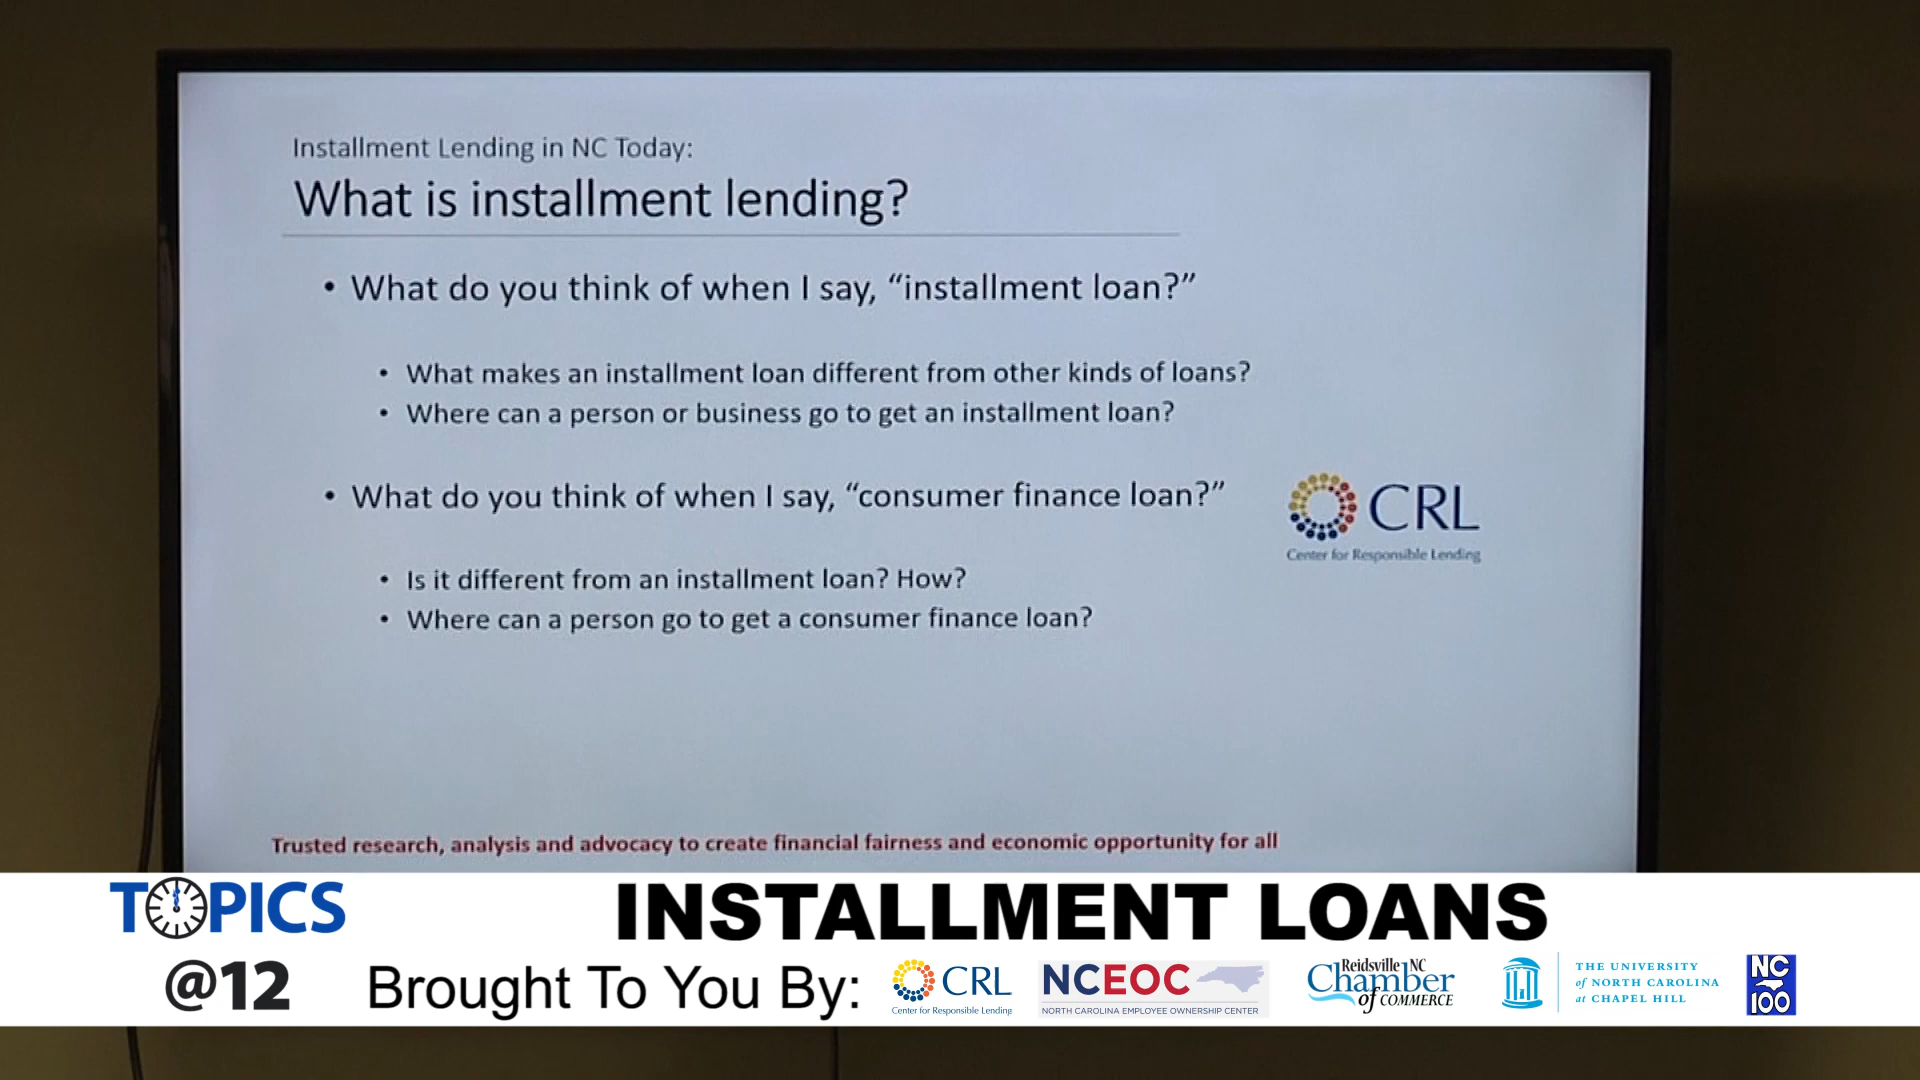 Installment Lending in NC Today:
What is installment lending?
• What do you think of when I say, “installment loan?”
• What makes an installment loan different from other kinds of loans?
• Where can a person or business go to get an installment loan?
• What do you think of when I say, “consumer finance loan?”
• Is it different from an installment loan? How?
• Where can a person go to get a consumer finance loan?
CRL
Center for Responsible Lending
Trusted research, analysis and advocacy to create financial fairness and economic opportunity for all
TOPICS
@12
INSTALLMENT LOANS
Brought To You By:
CRL
Center for Responsible Lending
NCEOC
NORTH CAROLINA EMPLOYEE OWNERSHIP CENTER
Reidsville NC
Chamber
of COMMERCE
THE UNIVERSITY
of NORTH CAROLINA
at CHAPEL HILL
NC
100